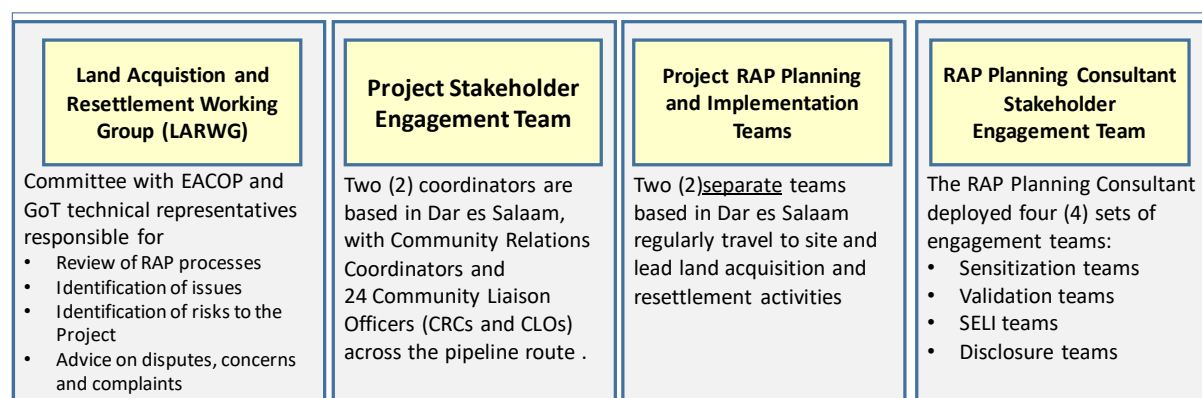 Land Acquistion and
Resettlement Working
Group (LARWG)
Committee with EACOP and
GoT technical representatives
responsible for
• Review of RAP processes
• Identification of issues
• Identification of risks to the
Project
• Advice on disputes, concerns
and complaints
Project Stakeholder
Engagement Team
Two (2) coordinators are
based in Dar es Salaam,
with Community Relations
Coordinators and
24 Community Liaison
Officers (CRCs and CLOs)
across the pipeline route .
Project RAP Planning
and Implementation
Teams
Two (2)separate teams
based in Dar es Salaam
regularly travel to site and
lead land acquisition and
resettlement activities
RAP Planning Consultant
Stakeholder
Engagement Team
The RAP Planning Consultant
deployed four (4) sets of
engagement teams:
• Sensitization teams
• Validation teams
• SELI teams
• Disclosure teams